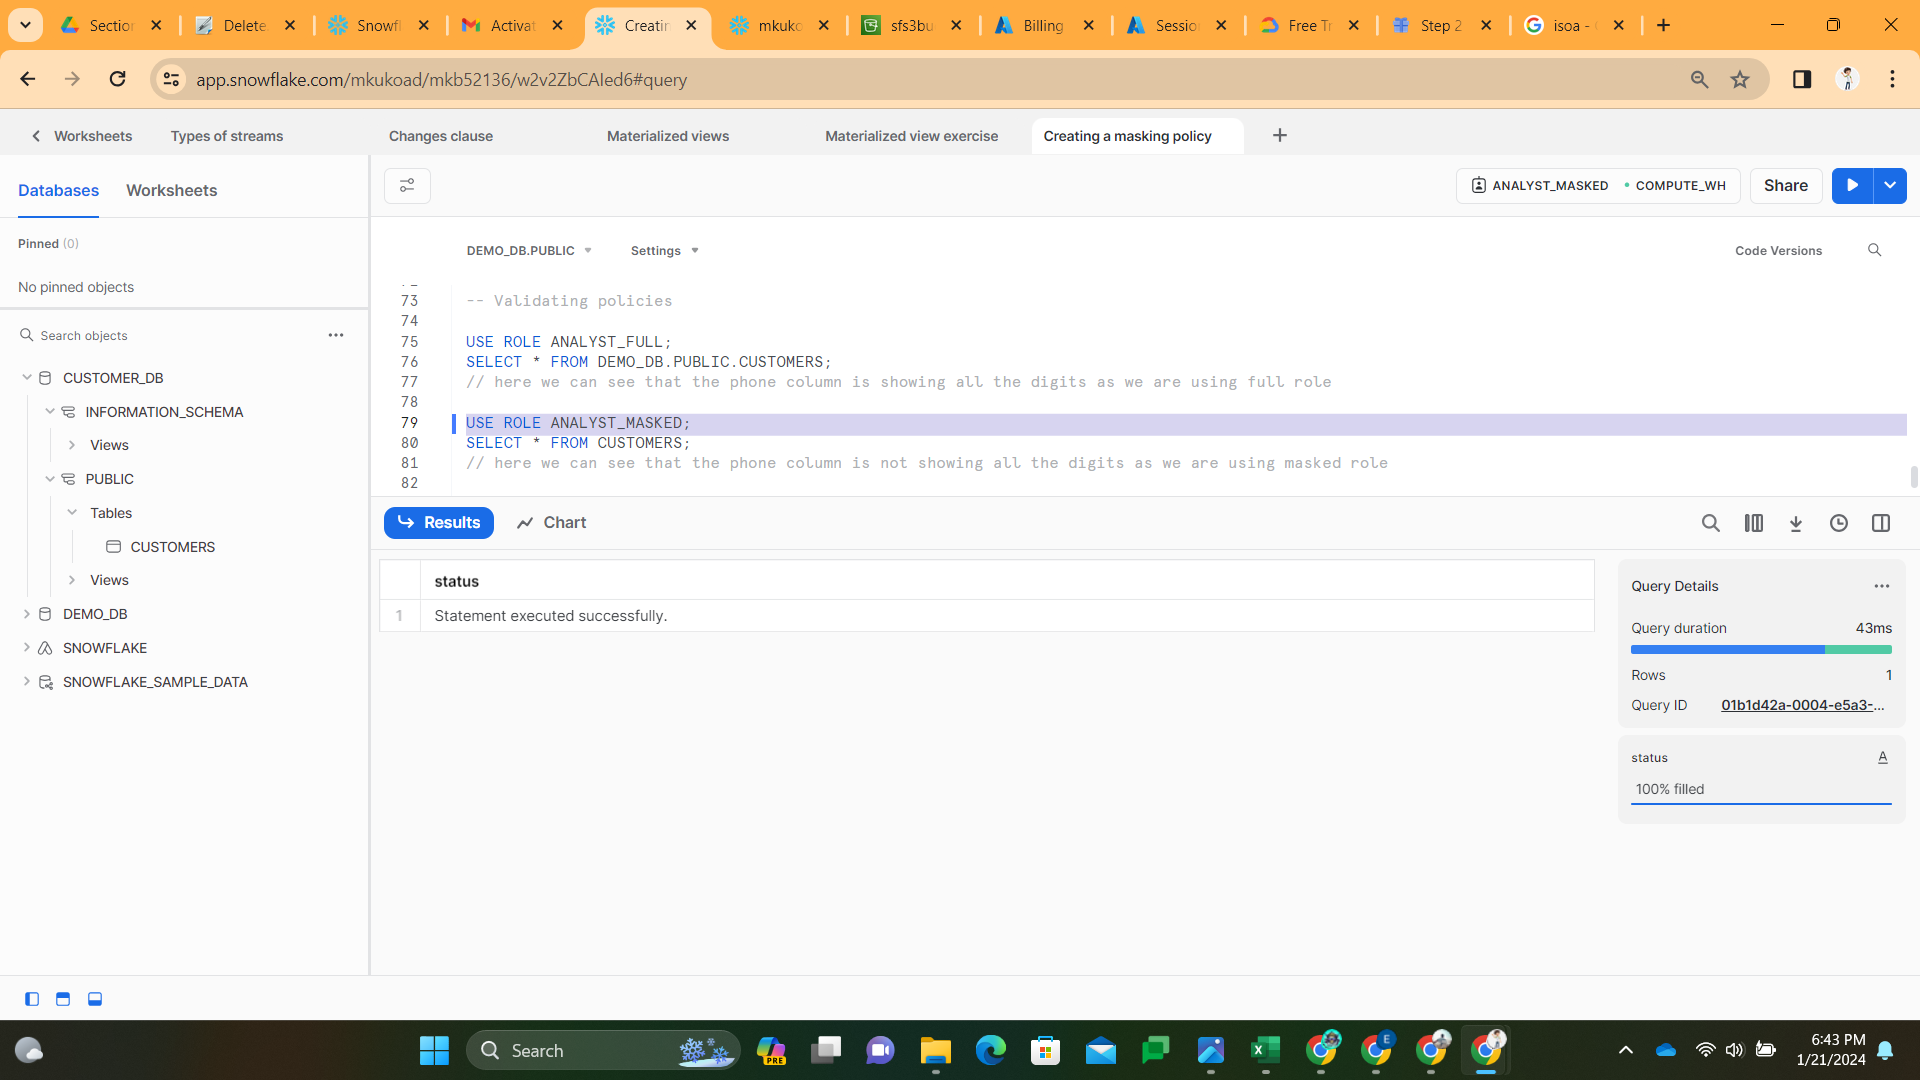 Section
Delete
Snowfl
Activat
Creatin
mkuko
sfs3bu
Billing
Sessio
Free Tr
Step 2
isoa -
app.snowflake.com/mkukoad/mkb52136/w2v2ZbCAIed6#query
Worksheets
Types of streams
Changes clause
Materialized views
Materialized view exercise
Creating a masking policy
Databases
Worksheets
ANALYST_MASKED
COMPUTE_WH
Share
Pinned (0)
No pinned objects
Search objects
CUSTOMER_DB
INFORMATION_SCHEMA
Views
PUBLIC
Tables
CUSTOMERS
Views
DEMO_DB
SNOWFLAKE
SNOWFLAKE_SAMPLE_DATA
DEMO_DB.PUBLIC
Settings
Code Versions
73 -- Validating policies
74
75 USE ROLE ANALYST_FULL;
76 SELECT * FROM DEMO_DB.PUBLIC.CUSTOMERS;
77 // here we can see that the phone column is showing all the digits as we are using full role
78
79 USE ROLE ANALYST_MASKED;
80 SELECT * FROM CUSTOMERS;
81 // here we can see that the phone column is not showing all the digits as we are using masked role
82
Results
Chart
status
1 Statement executed successfully.
Query Details
Query duration 43ms
Rows 1
Query ID 01b1d42a-0004-e5a3-...
status A
100% filled
Search
PRE
E
6:43 PM
1/21/2024